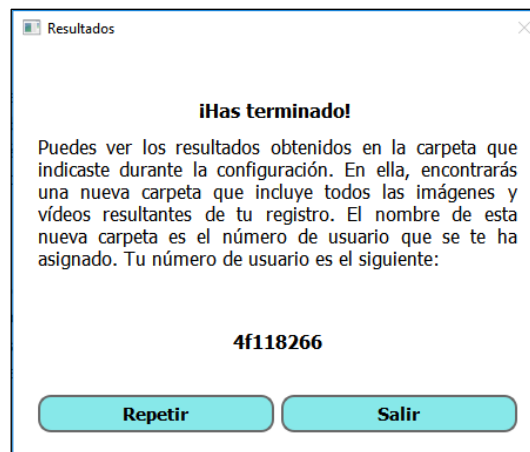 Resultados
¡Has terminado!
Puedes ver los resultados obtenidos en la carpeta que
indicaste durante la configuración. En ella, encontrarás
una nueva carpeta que incluye todos las imágenes y
vídeos resultantes de tu registro. El nombre de esta
nueva carpeta es el número de usuario que se te ha
asignado. Tu número de usuario es el siguiente:
4f118266
Repetir
Salir